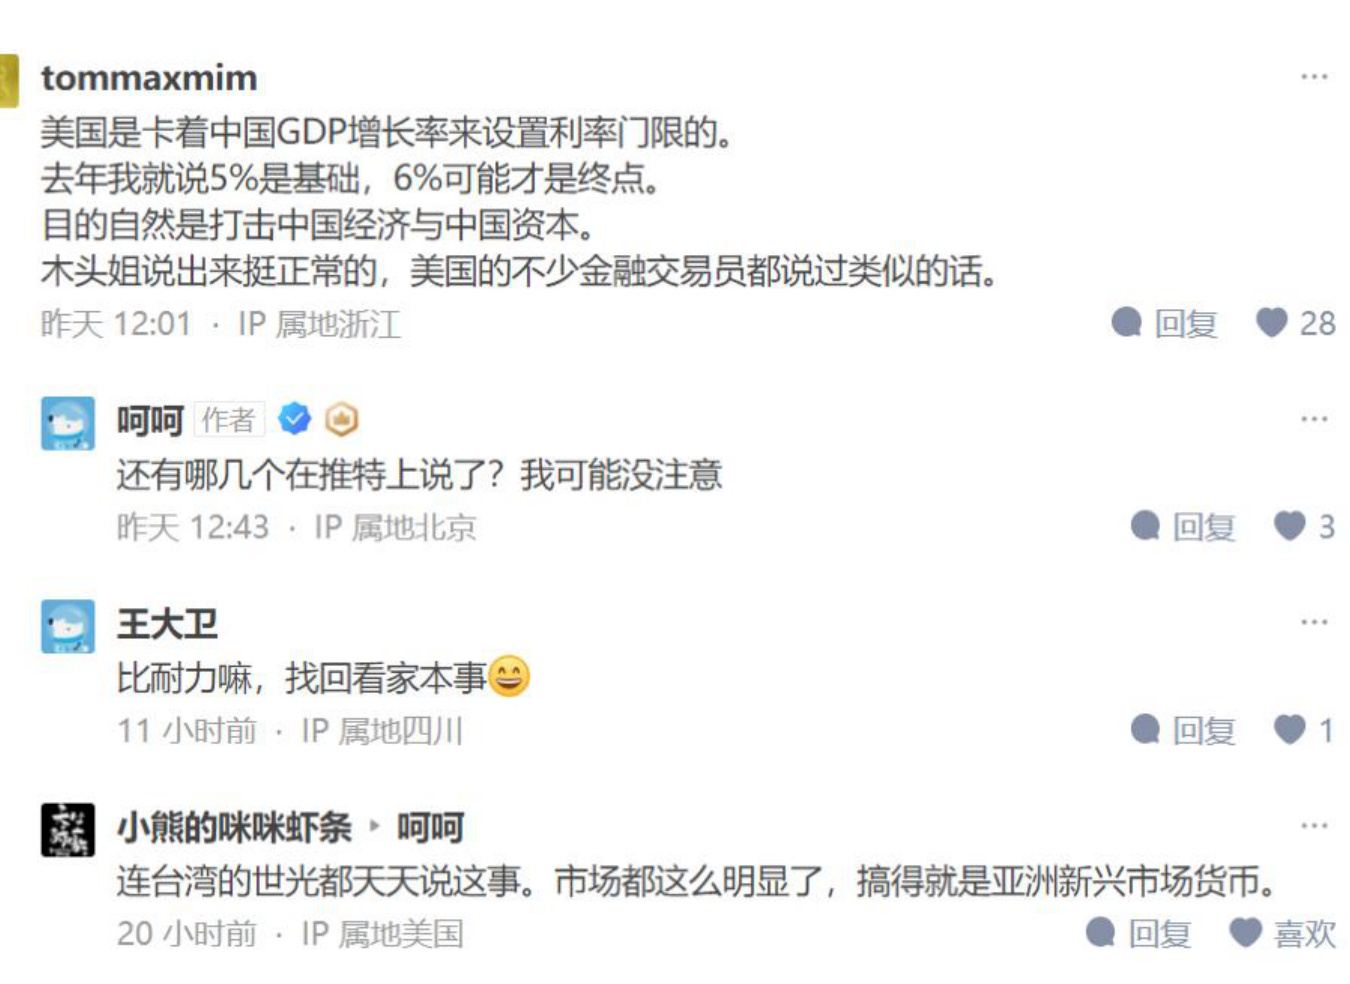 tommaxmim
美国是卡着中国GDP增长率来设置利率门限的。
去年我就说5%是基础，6%可能才是终点。
目的自然是打击中国经济与中国资本。
木头姐说出来挺正常的，美国的不少金融交易员都说过类似的话。
昨天 12:01 · IP 属地浙江 回复 28
呵呵 作者
还有哪几个在推特上说了？我可能没注意
昨天 12:43 · IP 属地北京 回复 3
王大卫
比耐力嘛，找回看家本事😄
11 小时前 · IP 属地四川 回复 1
小熊的咪咪虾条 ▸ 呵呵
连台湾的世光都天天说这事。市场都这么明显了，搞得就是亚洲新兴市场货币。
20 小时前 · IP 属地美国 回复 喜欢